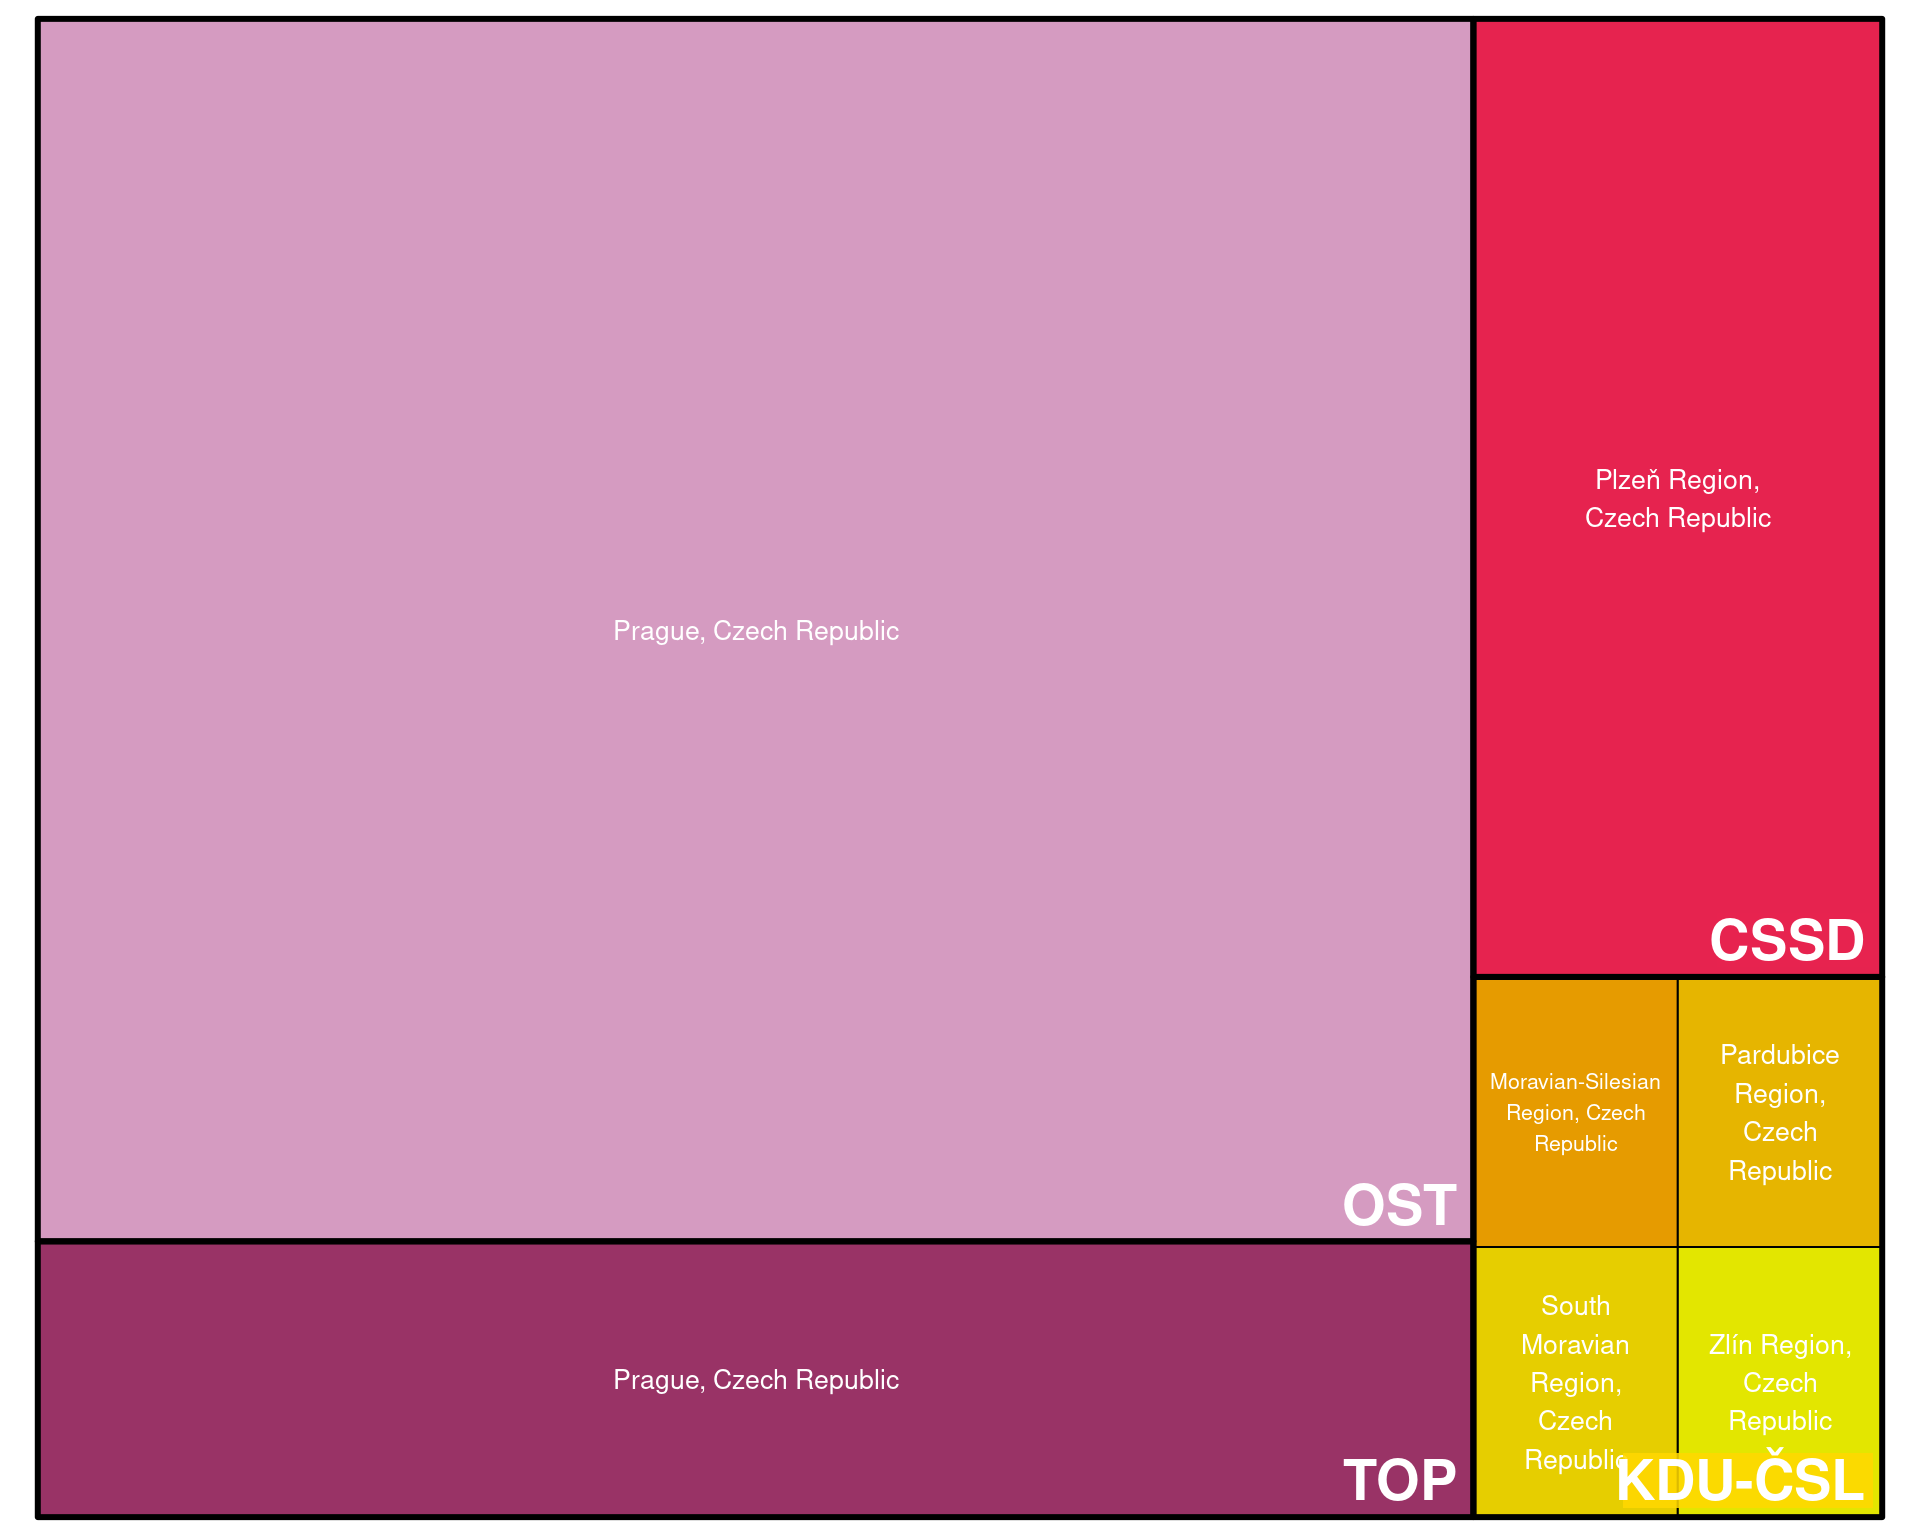 Prague, Czech Republic
OST
Prague, Czech Republic
TOP
Plzeň Region,
Czech Republic
CSSD
Moravian-Silesian
Region, Czech
Republic
Pardubice
Region,
Czech
Republic
South
Moravian
Region,
Czech
Republic
Zlín Region,
Czech
Republic
KDU-ČSL